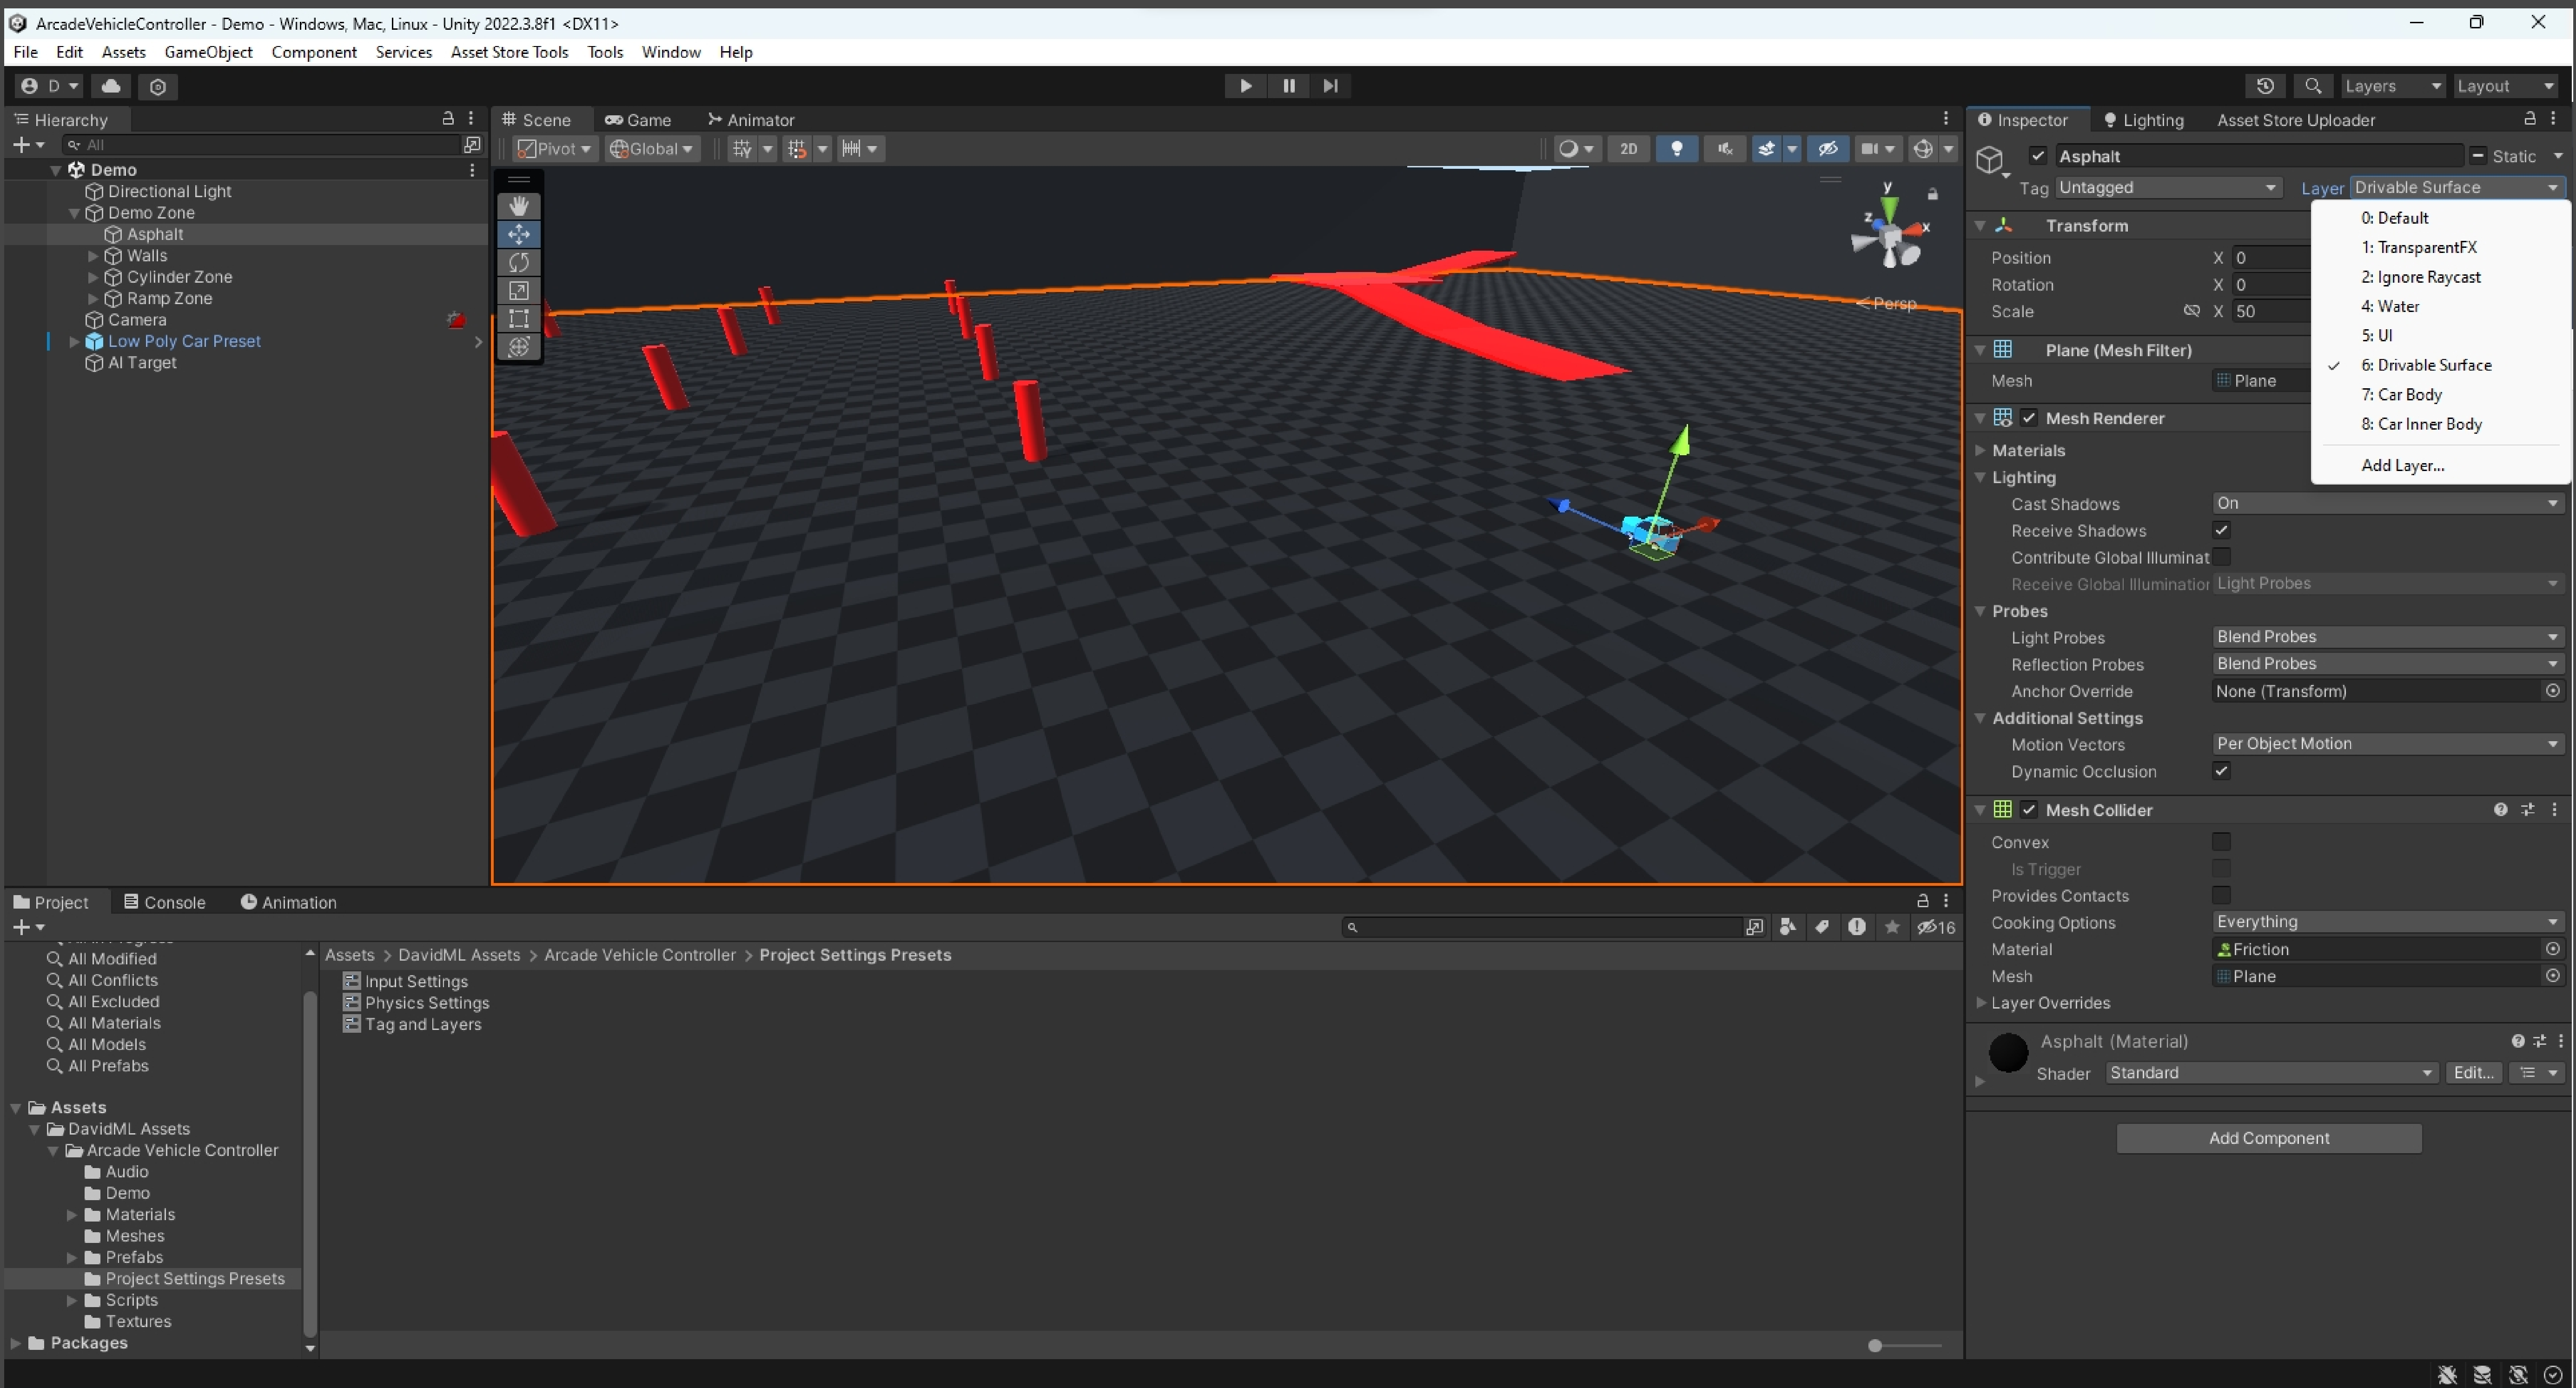 ArcadeVehicleController - Demo - Windows, Mac, Linux - Unity 2022.3.8f1 <DX11>
File Edit Assets GameObject Component Services Asset Store Tools Tools Window Help
D
Layers Layout
Hierarchy
All
Demo
Directional Light
Demo Zone
Asphalt
Walls
Cylinder Zone
Ramp Zone
Camera
Low Poly Car Preset
AI Target
Scene Game Animator
Pivot Global 2D
y
z
x
Persp
Inspector Lighting Asset Store Uploader
Asphalt Static
Tag Untagged Layer Drivable Surface
0: Default
1: TransparentFX
2: Ignore Raycast
4: Water
5: UI
6: Drivable Surface
7: Car Body
8: Car Inner Body
Add Layer...
Transform
Position X 0
Rotation X 0
Scale X 50
Plane (Mesh Filter)
Mesh Plane
Mesh Renderer
Materials
Lighting
Cast Shadows On
Receive Shadows
Contribute Global Illuminat
Receive Global Illumination Light Probes
Probes
Light Probes Blend Probes
Reflection Probes Blend Probes
Anchor Override None (Transform)
Additional Settings
Motion Vectors Per Object Motion
Dynamic Occlusion
Mesh Collider
Convex
Is Trigger
Provides Contacts
Cooking Options Everything
Material Friction
Mesh Plane
Layer Overrides
Asphalt (Material)
Shader Standard Edit...
Add Component
Project Console Animation
16
All Modified
All Conflicts
All Excluded
All Materials
All Models
All Prefabs
Assets
DavidML Assets
Arcade Vehicle Controller
Audio
Demo
Materials
Meshes
Prefabs
Project Settings Presets
Scripts
Textures
Packages
Assets > DavidML Assets > Arcade Vehicle Controller > Project Settings Presets
Input Settings
Physics Settings
Tag and Layers